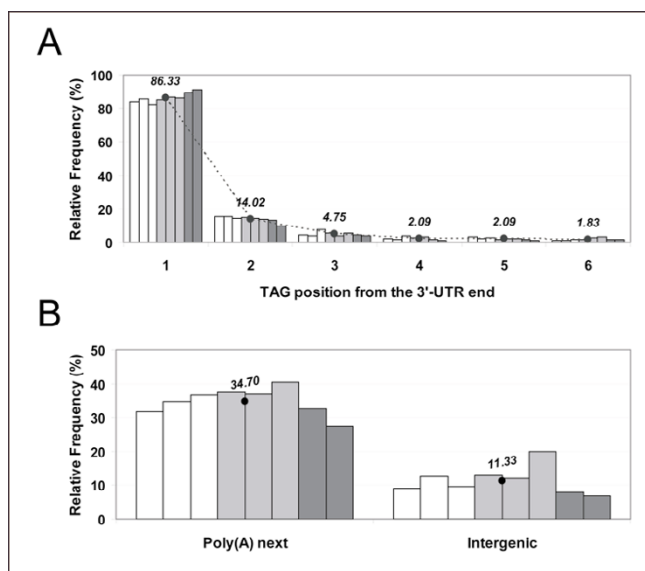 A
Relative Frequency (%)
100
80
60
40
20
0
86.33
14.02
4.75
2.09
2.09
1.83
1 2 3 4 5 6
TAG position from the 3'-UTR end
B
Relative Frequency (%)
50
40
30
20
10
0
34.70
11.33
Poly(A) next Intergenic